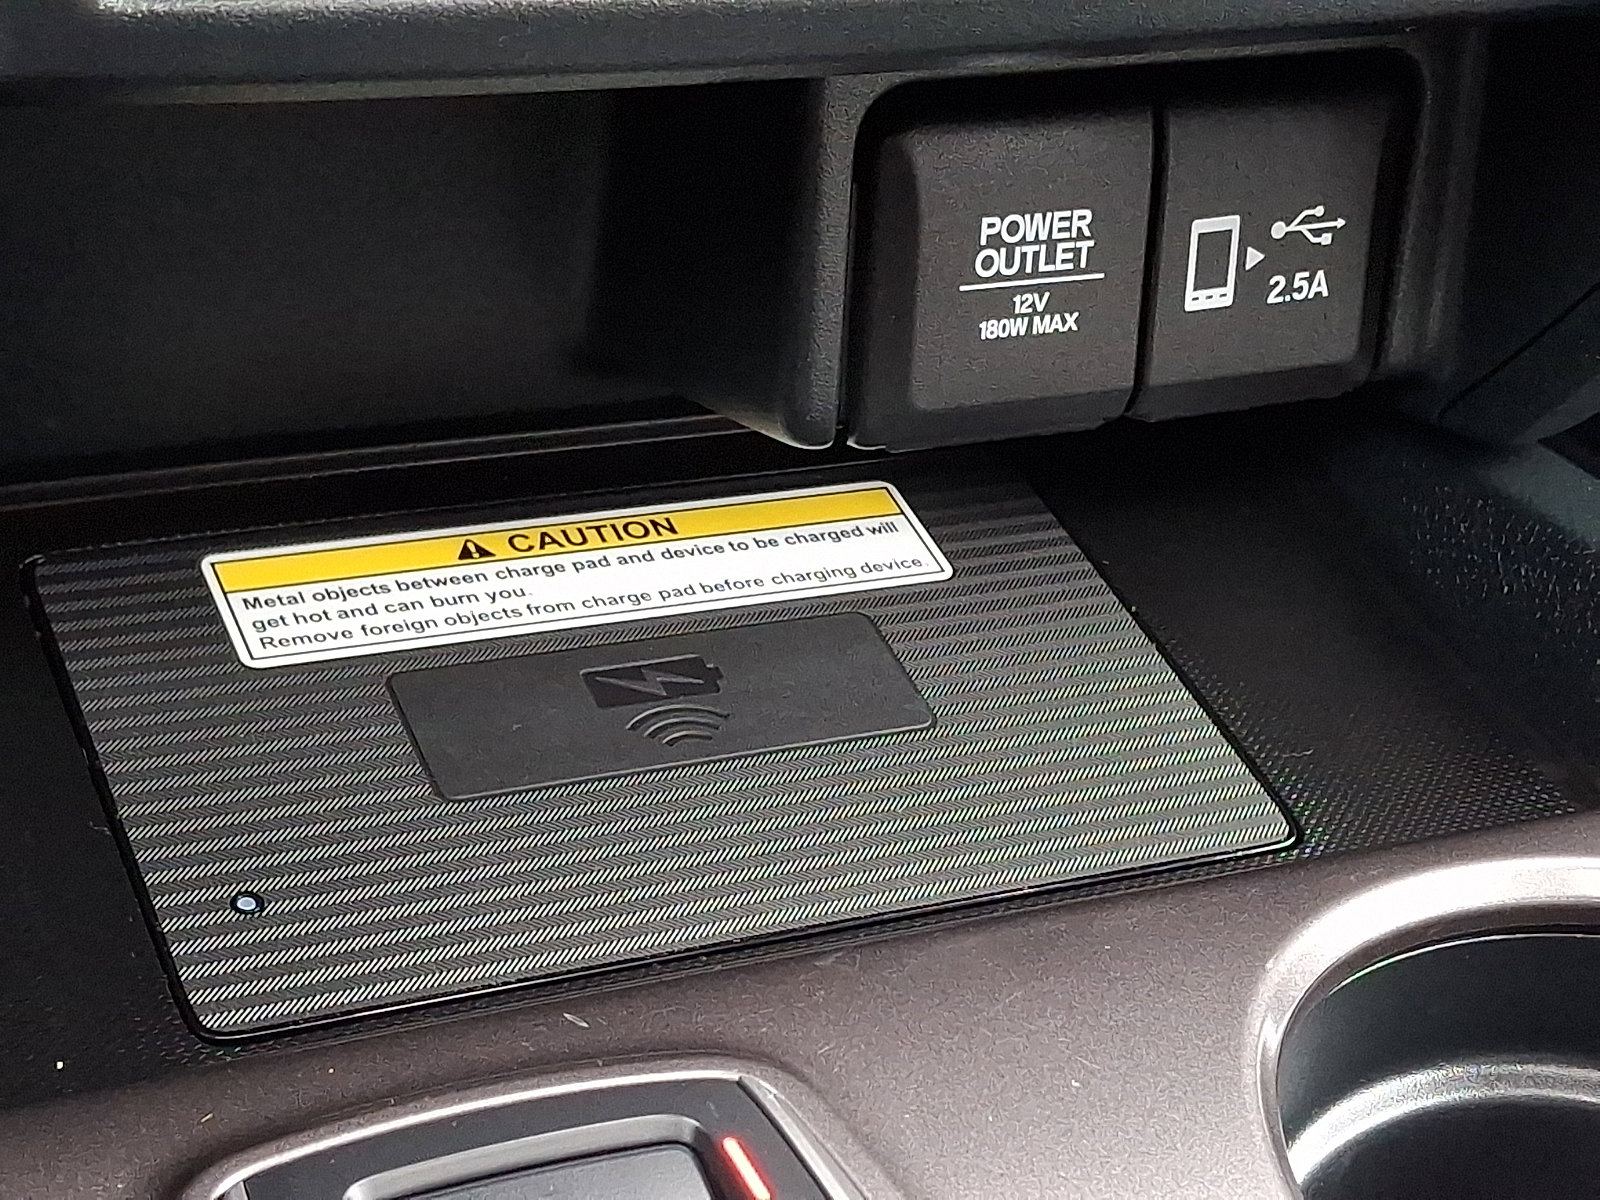 POWER
OUTLET
12V
180W MAX
2.5A
CAUTION
Metal objects between charge pad and device to be charged will
get hot and can burn you.
Remove foreign objects from charge pad before charging device.